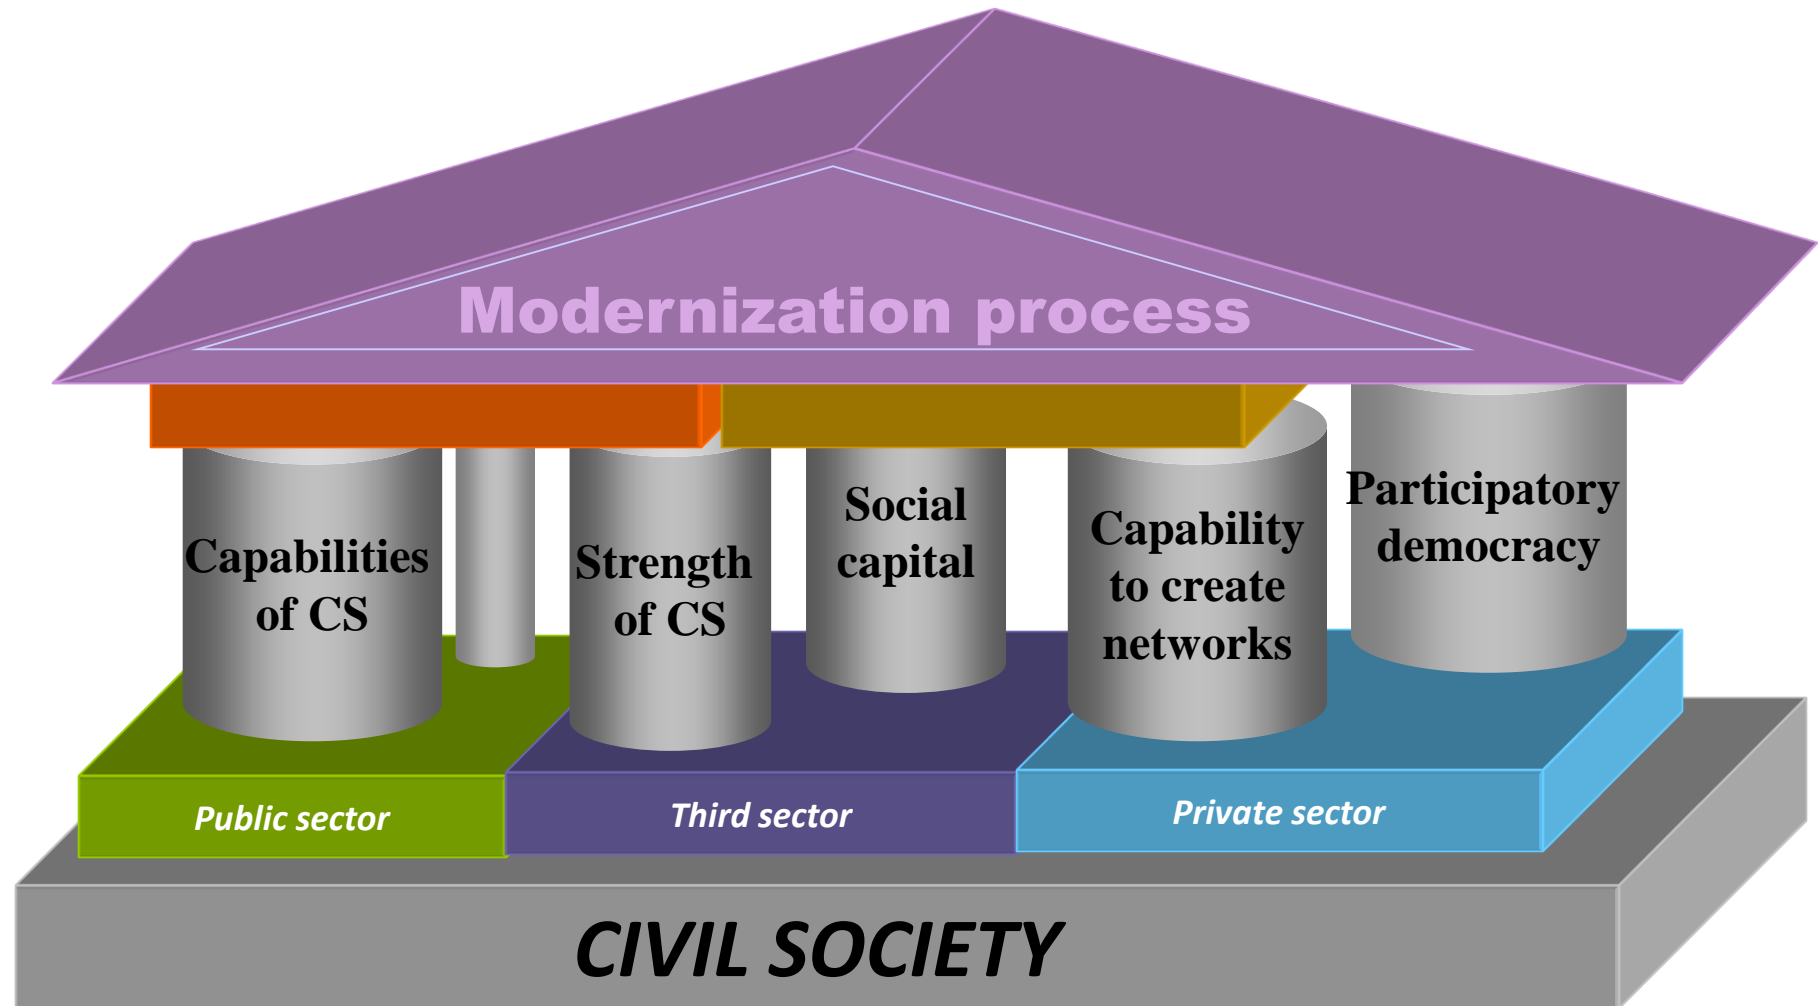 Modernization process
Capabilities
of CS
Strength
of CS
Social
capital
Capability
to create
networks
Participatory
democracy
Public sector
Third sector
Private sector
CIVIL SOCIETY